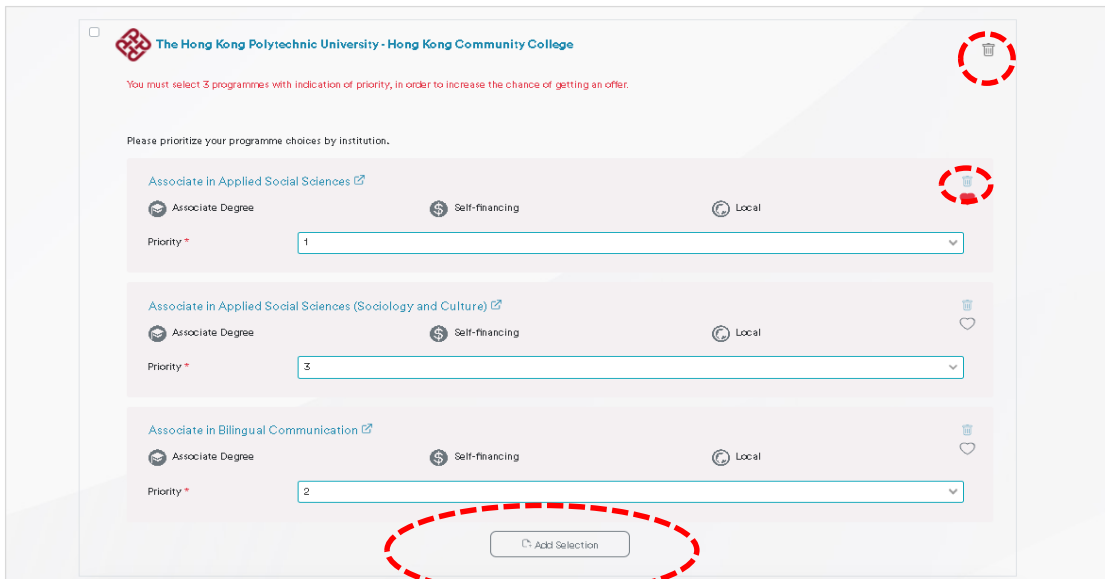 The Hong Kong Polytechnic University - Hong Kong Community College
You must select 3 programmes with indication of priority, in order to increase the chance of getting an offer.
Please prioritize your programme choices by institution.
Associate in Applied Social Sciences
Associate Degree Self-financing Local
Priority * 1
Associate in Applied Social Sciences (Sociology and Culture)
Associate Degree Self-financing Local
Priority * 3
Associate in Bilingual Communication
Associate Degree Self-financing Local
Priority * 2
Add Selection